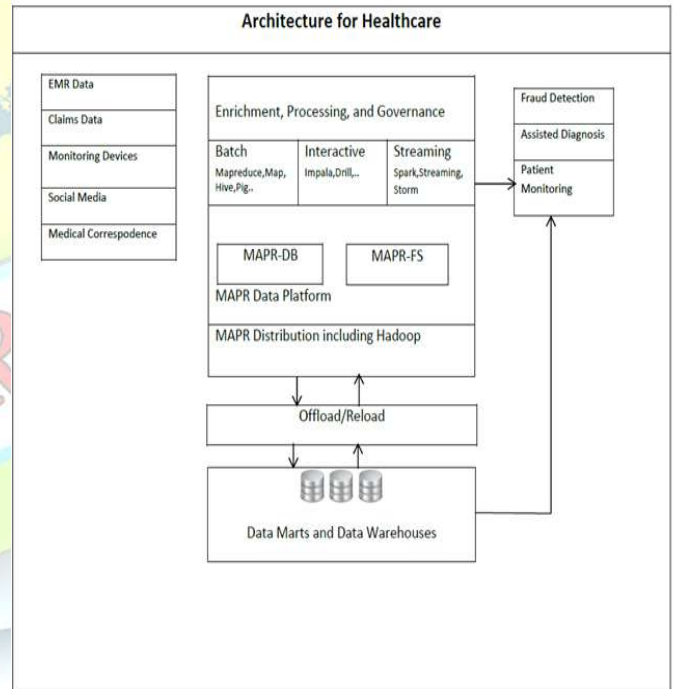 Architecture for Healthcare
EMR Data
Claims Data
Monitoring Devices
Social Media
Medical Correspodence
Enrichment, Processing, and Governance
Batch
Mapreduce,Map,
Hive,Pig..
Interactive
Impala,Drill,..
Streaming
Spark,Streaming,
Storm
MAPR-DB
MAPR-FS
MAPR Data Platform
MAPR Distribution including Hadoop
Offload/Reload
Data Marts and Data Warehouses
Fraud Detection
Assisted Diagnosis
Patient
Monitoring